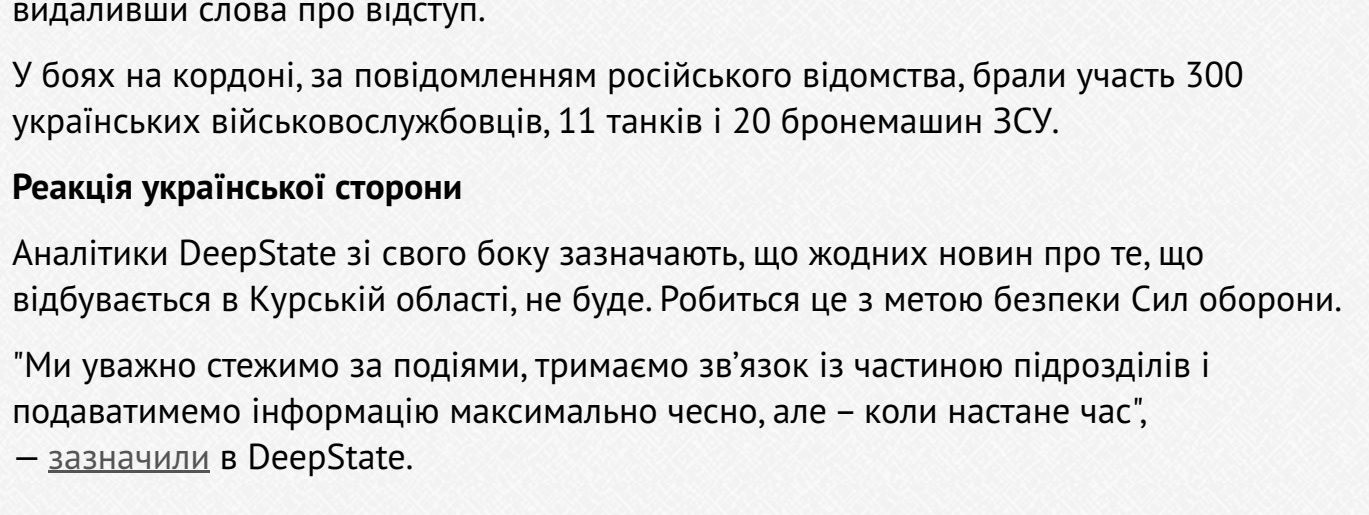 видаливши слова про відступ.
У боях на кордоні, за повідомленням російського відомства, брали участь 300
українських військовослужбовців, 11 танків і 20 бронемашин ЗСУ.
Реакція української сторони
Аналітики DeepState зі свого боку зазначають, що жодних новин про те, що
відбувається в Курській області, не буде. Робиться це з метою безпеки Сил оборони.
"Ми уважно стежимо за подіями, тримаємо зв’язок із частиною підрозділів і
подаватимемо інформацію максимально чесно, але – коли настане час",
— зазначили в DeepState.